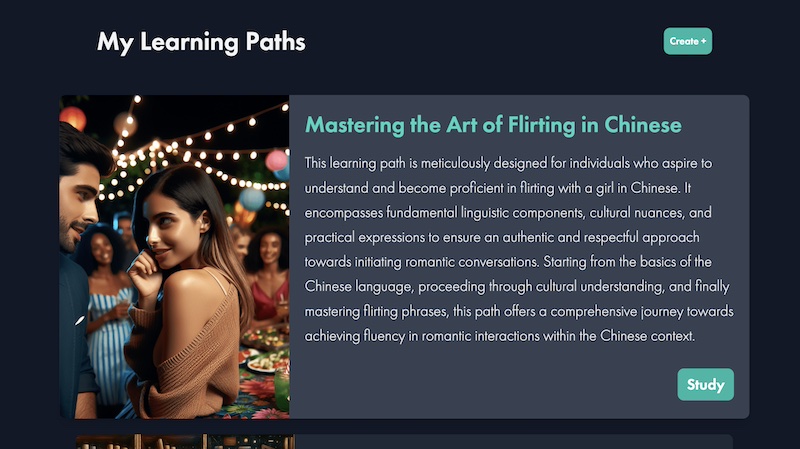 My Learning Paths
Create +
Mastering the Art of Flirting in Chinese
This learning path is meticulously designed for individuals who aspire to
understand and become proficient in flirting with a girl in Chinese. It
encompasses fundamental linguistic components, cultural nuances, and
practical expressions to ensure an authentic and respectful approach
towards initiating romantic conversations. Starting from the basics of the
Chinese language, proceeding through cultural understanding, and finally
mastering flirting phrases, this path offers a comprehensive journey towards
achieving fluency in romantic interactions within the Chinese context.
Study